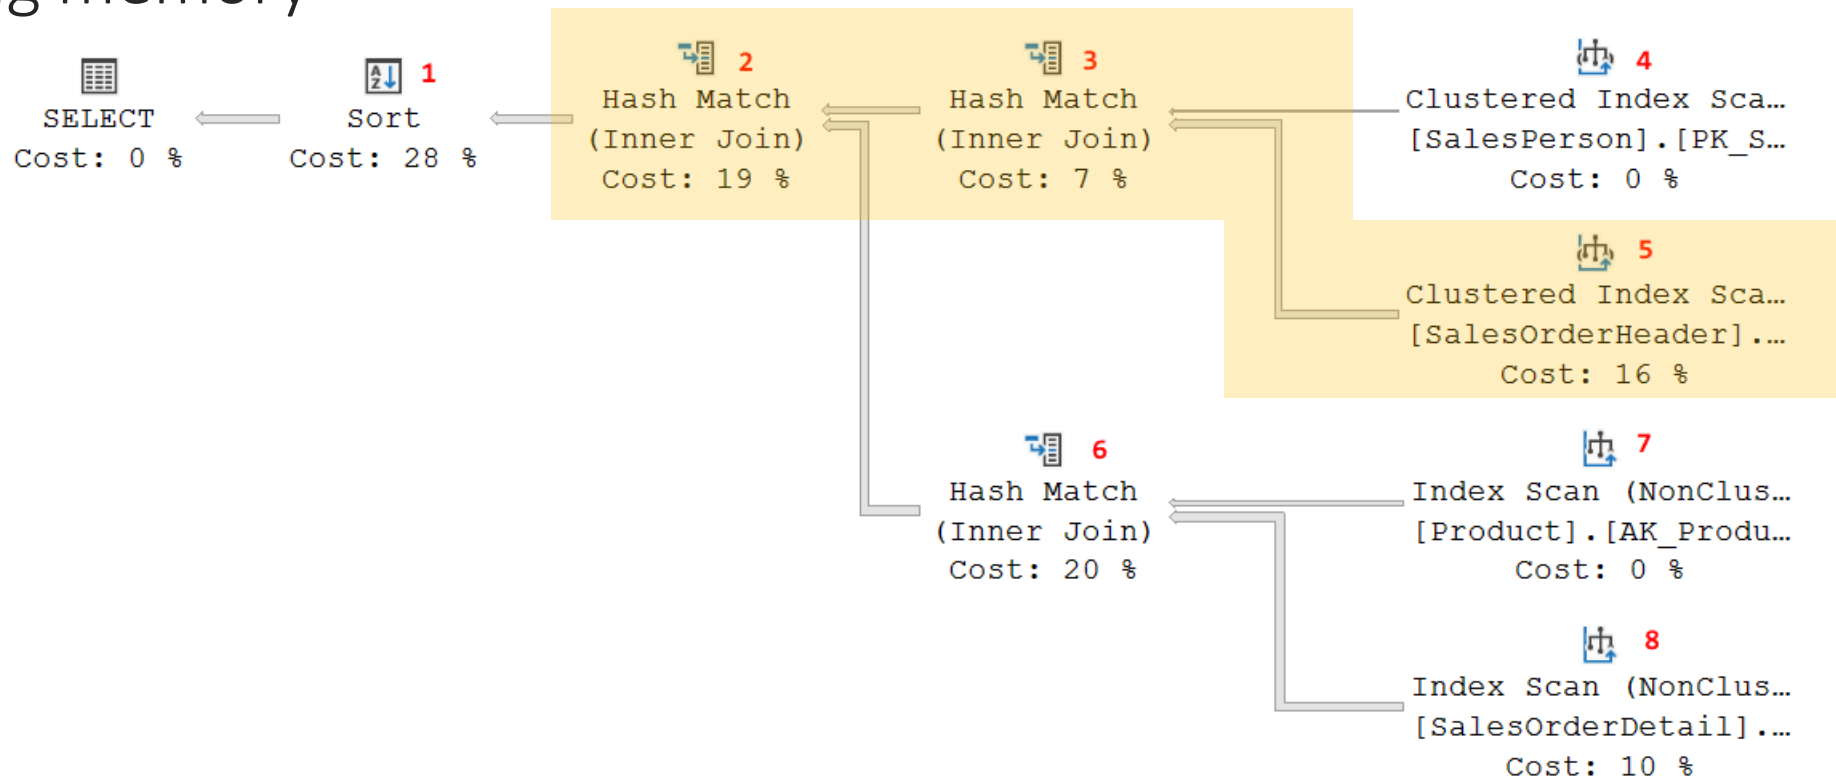 g memory
SELECT
Cost: 0 %
1
Sort
Cost: 28 %
2
Hash Match
(Inner Join)
Cost: 19 %
3
Hash Match
(Inner Join)
Cost: 7 %
4
Clustered Index Sca…
[SalesPerson].[PK_S…
Cost: 0 %
5
Clustered Index Sca…
[SalesOrderHeader].…
Cost: 16 %
6
Hash Match
(Inner Join)
Cost: 20 %
7
Index Scan (NonClus…
[Product].[AK_Produ…
Cost: 0 %
8
Index Scan (NonClus…
[SalesOrderDetail].…
Cost: 10 %